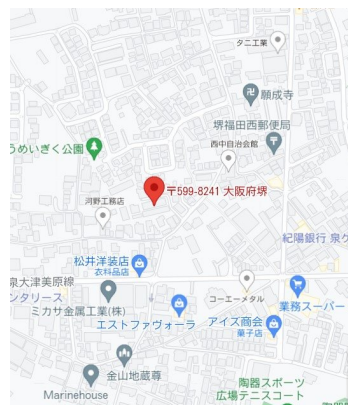 タニ工業
願成寺
堺福田西郵便局
うめいぎく公園
西中自治会館
〒599-8241 大阪府堺
河野工務店
紀陽銀行 泉ケ
松井洋装店
衣料品店
泉大津美原線
ンタリース
ミカサ金属工業(株)
コーエーメタル
業務スーパー
エストファヴォーラ
アイズ商会
菓子店
金山地蔵尊
Marinehouse
陶器スポーツ
広場テニスコート